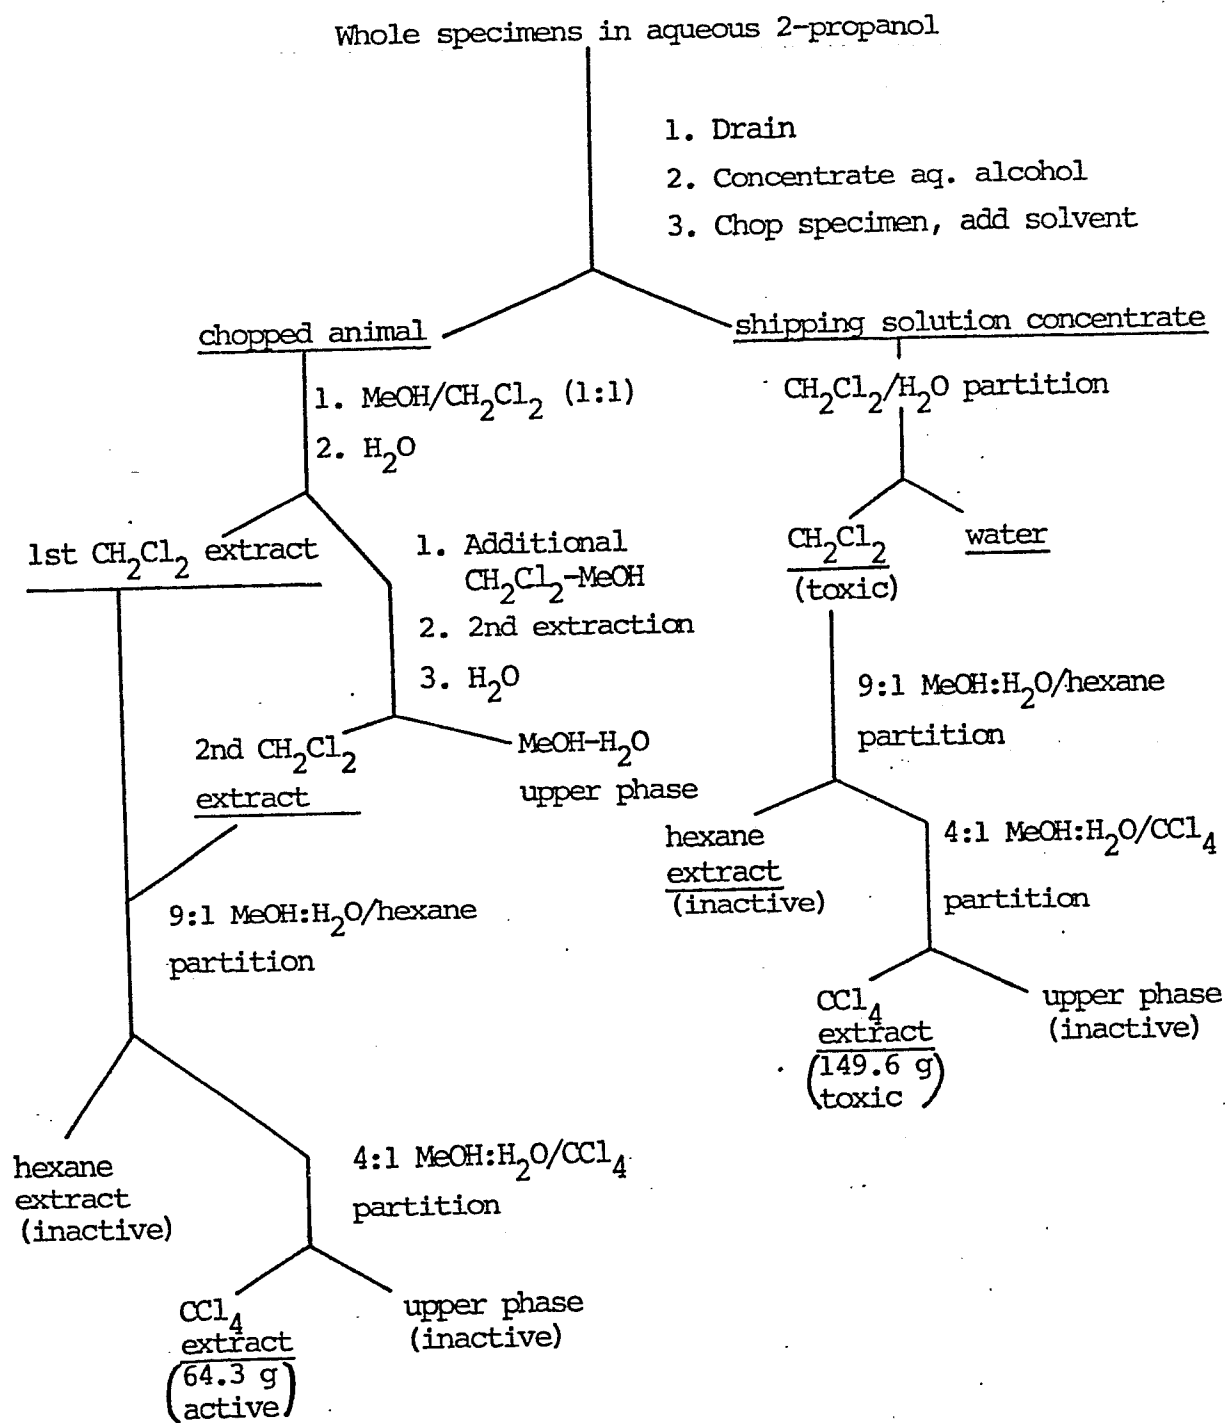 Whole specimens in aqueous 2-propanol
1. Drain
2. Concentrate aq. alcohol
3. Chop specimen, add solvent
chopped animal
shipping solution concentrate
1. MeOH/CH₂Cl₂ (1:1)
2. H₂O
CH₂Cl₂/H₂O partition
1st CH₂Cl₂ extract
1. Additional
CH₂Cl₂-MeOH
2. 2nd extraction
3. H₂O
CH₂Cl₂
(toxic)
water
2nd CH₂Cl₂
extract
MeOH-H₂O
upper phase
9:1 MeOH:H₂O/hexane
partition
hexane
extract
(inactive)
4:1 MeOH:H₂O/CCl₄
partition
9:1 MeOH:H₂O/hexane
partition
CCl₄
extract
(149.6 g
toxic)
upper phase
(inactive)
hexane
extract
(inactive)
4:1 MeOH:H₂O/CCl₄
partition
CCl₄
extract
(64.3 g
active)
upper phase
(inactive)